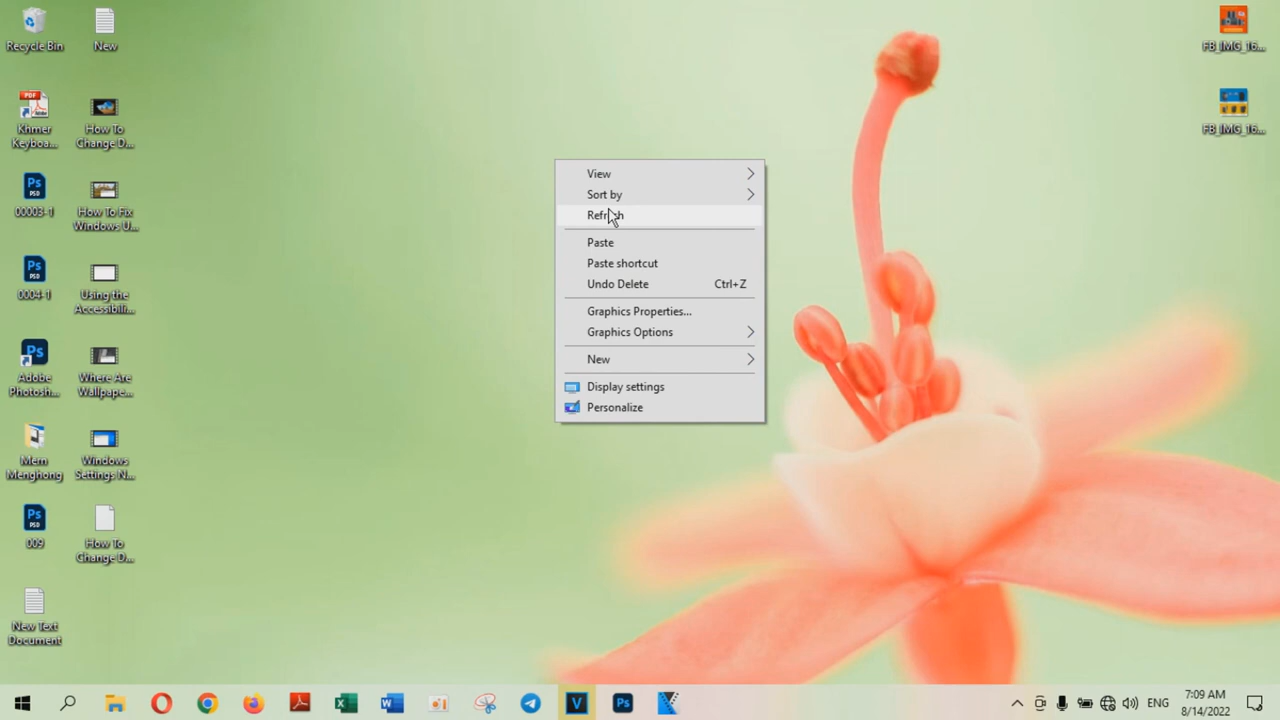 Recycle Bin
New
Khmer
Keyboa...
How To
Change D...
00003-1
How To Fix
Windows U...
0004-1
Using the
Accessibili...
Adobe
Photosh...
Where Are
Wallpape...
Mern
Menghong
Windows
Settings N...
009
How To
Change D...
New Text
Document
View
Sort by
Refresh
Paste
Paste shortcut
Undo Delete Ctrl+Z
Graphics Properties...
Graphics Options
New
Display settings
Personalize
FB_IMG_16...
FB_IMG_16...
ENG
7:09 AM
8/14/2022